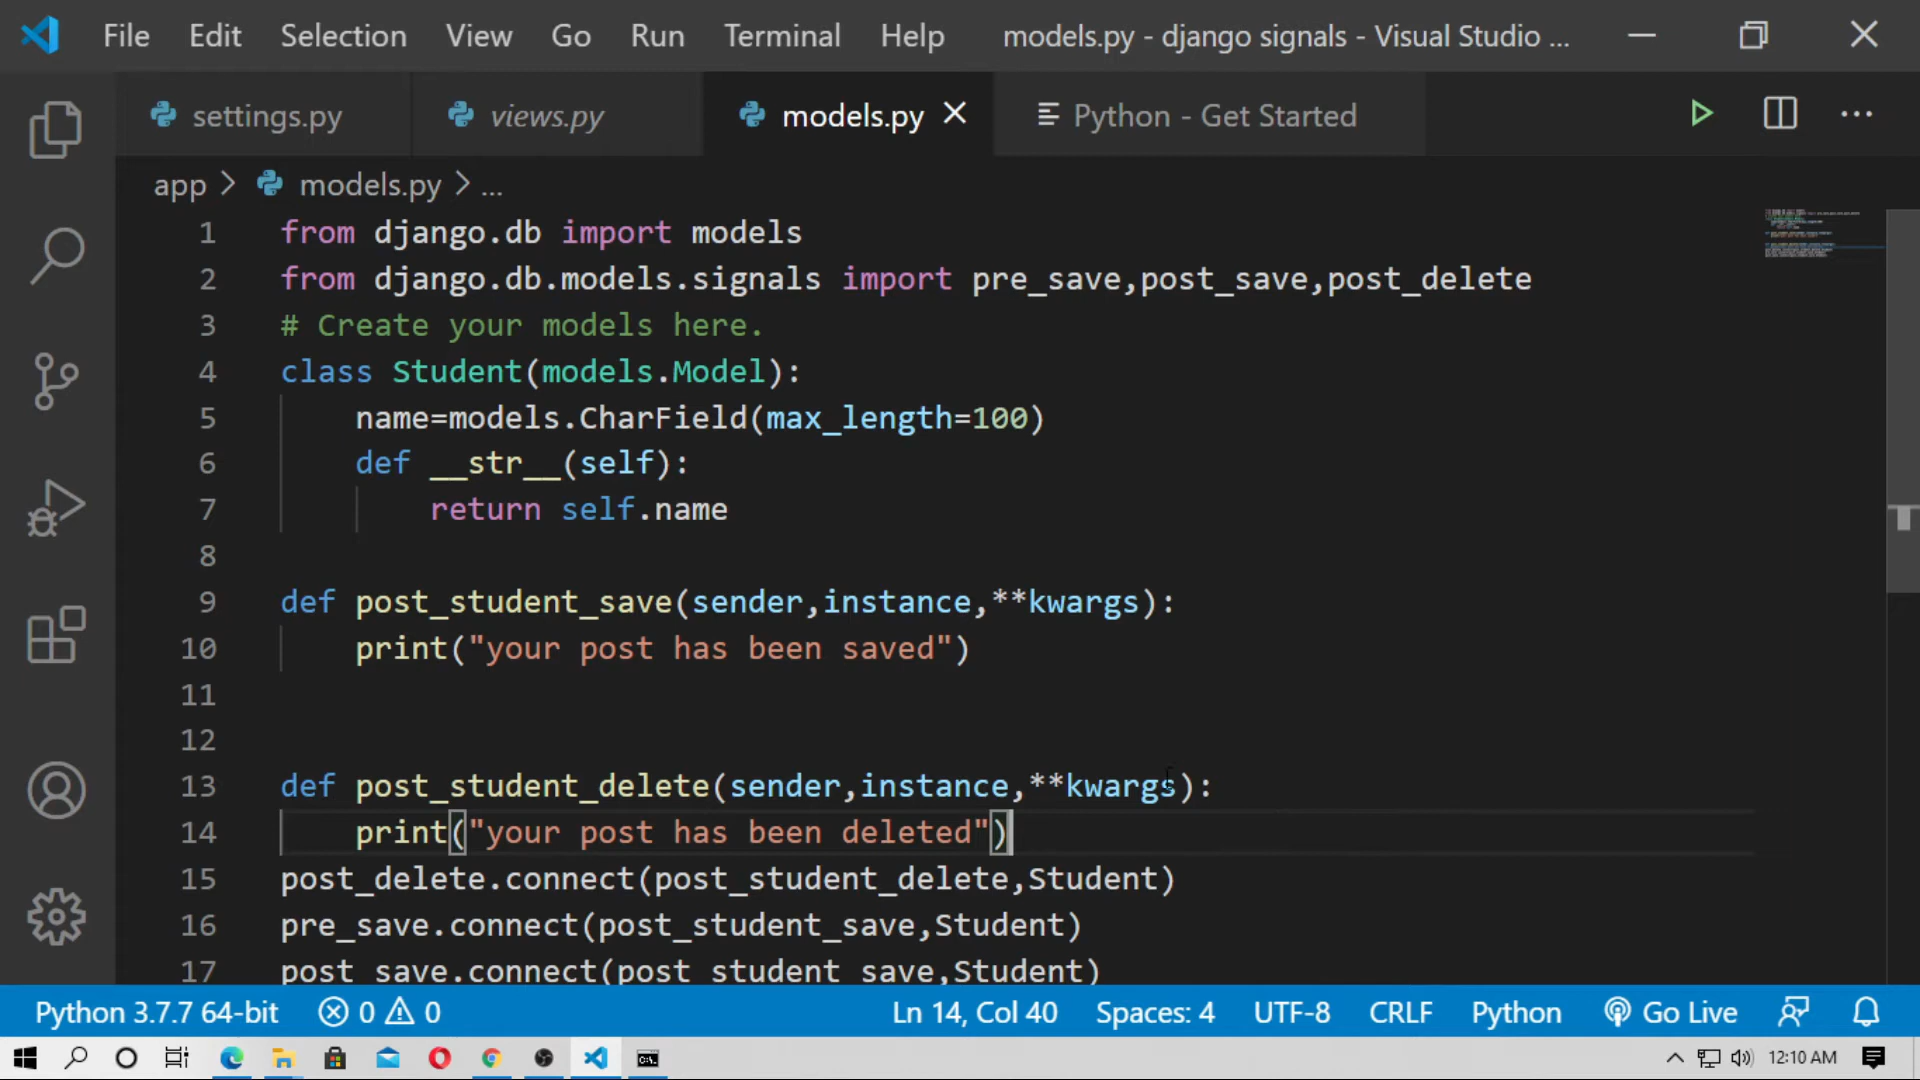 File Edit Selection View Go Run Terminal Help models.py - django signals - Visual Studio ...
settings.py views.py models.py Python - Get Started
app > models.py > ...
1 from django.db import models
2 from django.db.models.signals import pre_save,post_save,post_delete
3 # Create your models here.
4 class Student(models.Model):
5 name=models.CharField(max_length=100)
6 def __str__(self):
7 return self.name
8
9 def post_student_save(sender,instance,**kwargs):
10 print("your post has been saved")
11
12
13 def post_student_delete(sender,instance,**kwargs):
14 print("your post has been deleted")
15 post_delete.connect(post_student_delete,Student)
16 pre_save.connect(post_student_save,Student)
17 post_save.connect(post_student_save,Student)
Python 3.7.7 64-bit 0 0 Ln 14, Col 40 Spaces: 4 UTF-8 CRLF Python Go Live
12:10 AM